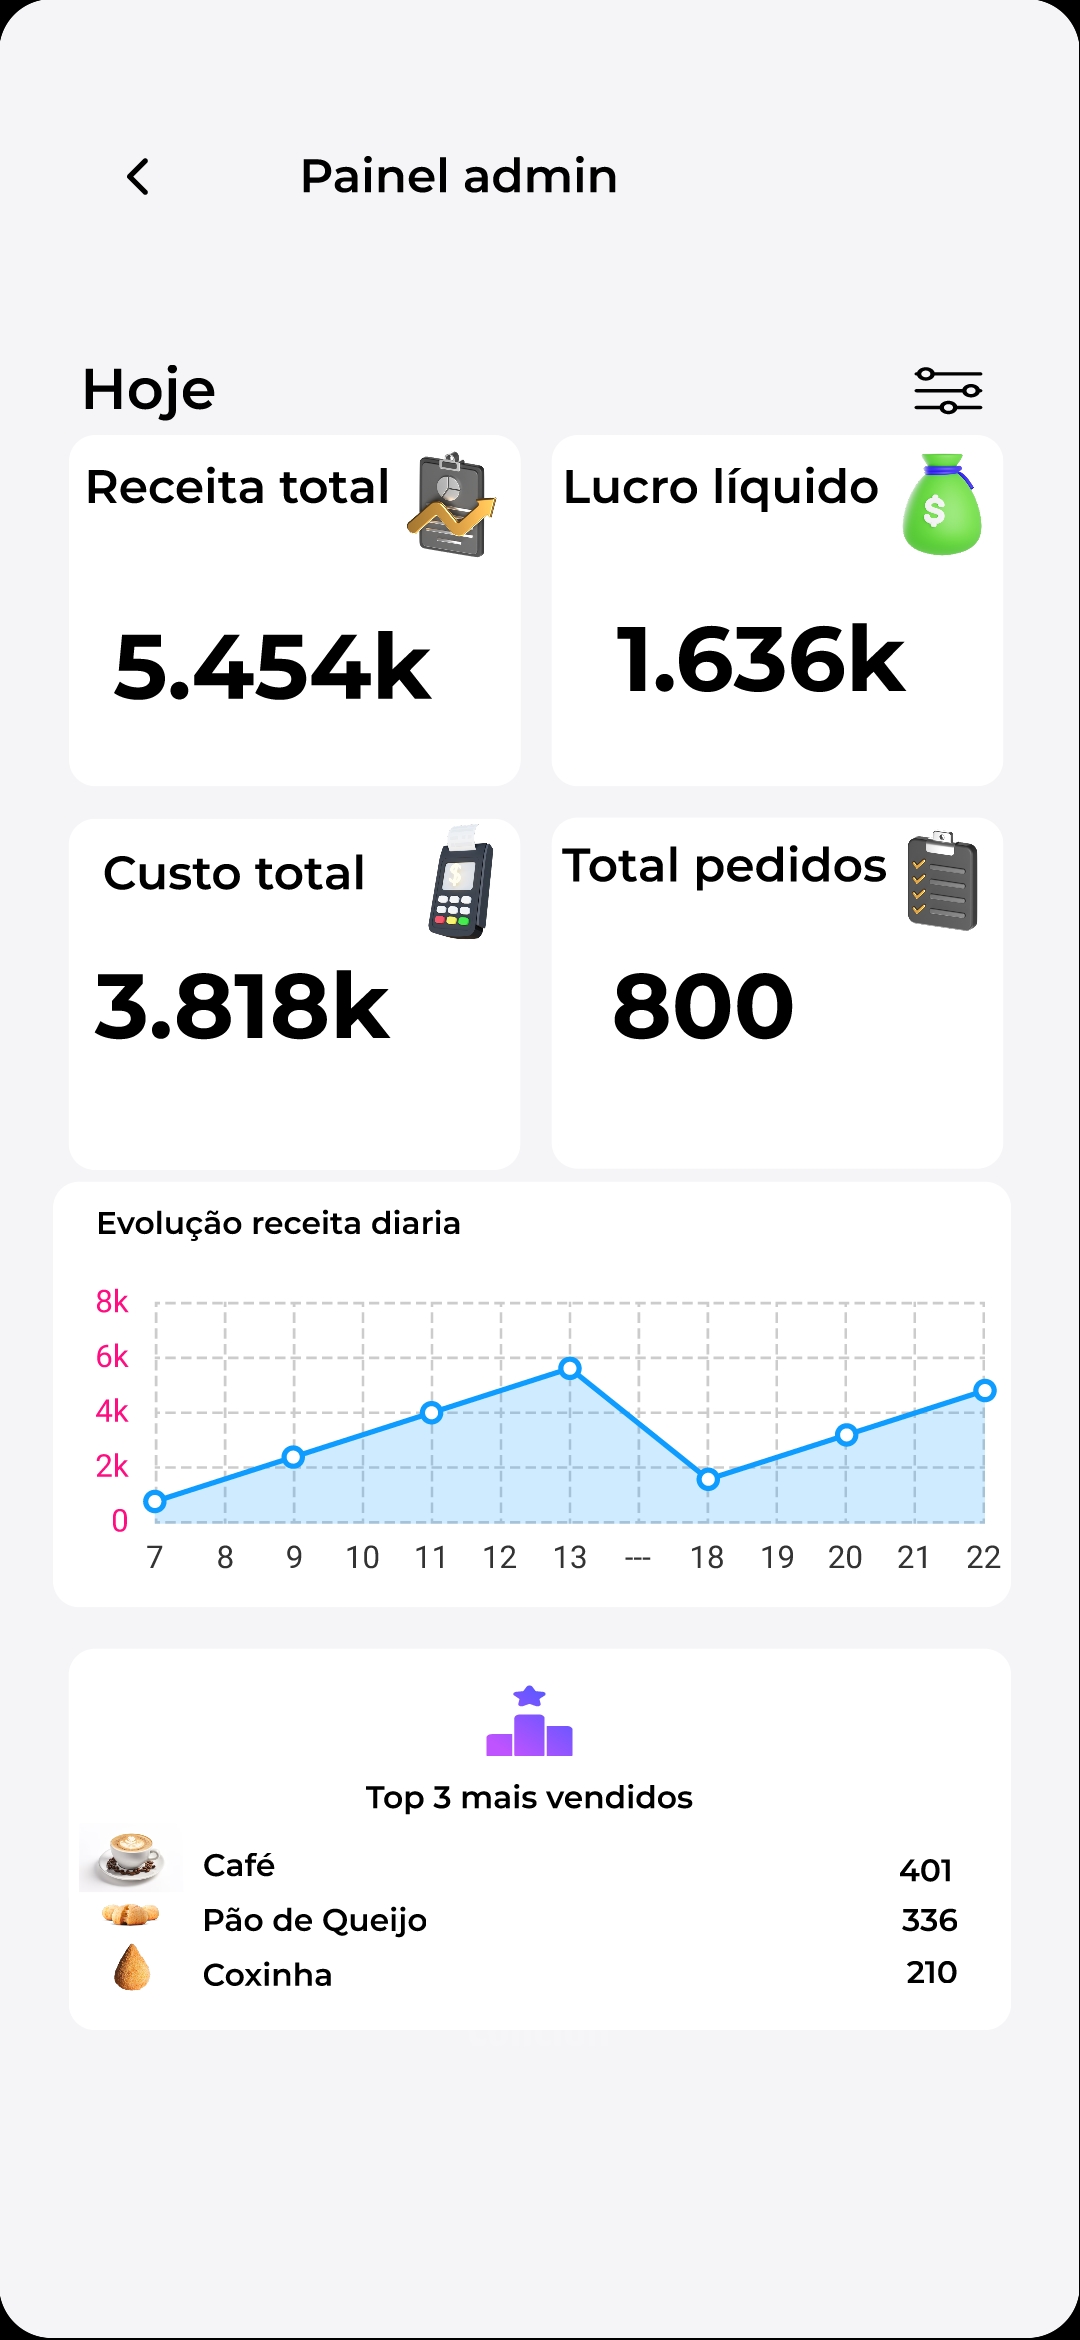 Painel admin
Hoje
Receita total
Lucro líquido
5.454k
1.636k
Custo total
Total pedidos
3.818k
800
Evolução receita diaria
8k
6k
4k
2k
0
7 8 9 10 11 12 13 --- 18 19 20 21 22
Top 3 mais vendidos
Café 401
Pão de Queijo 336
Coxinha 210